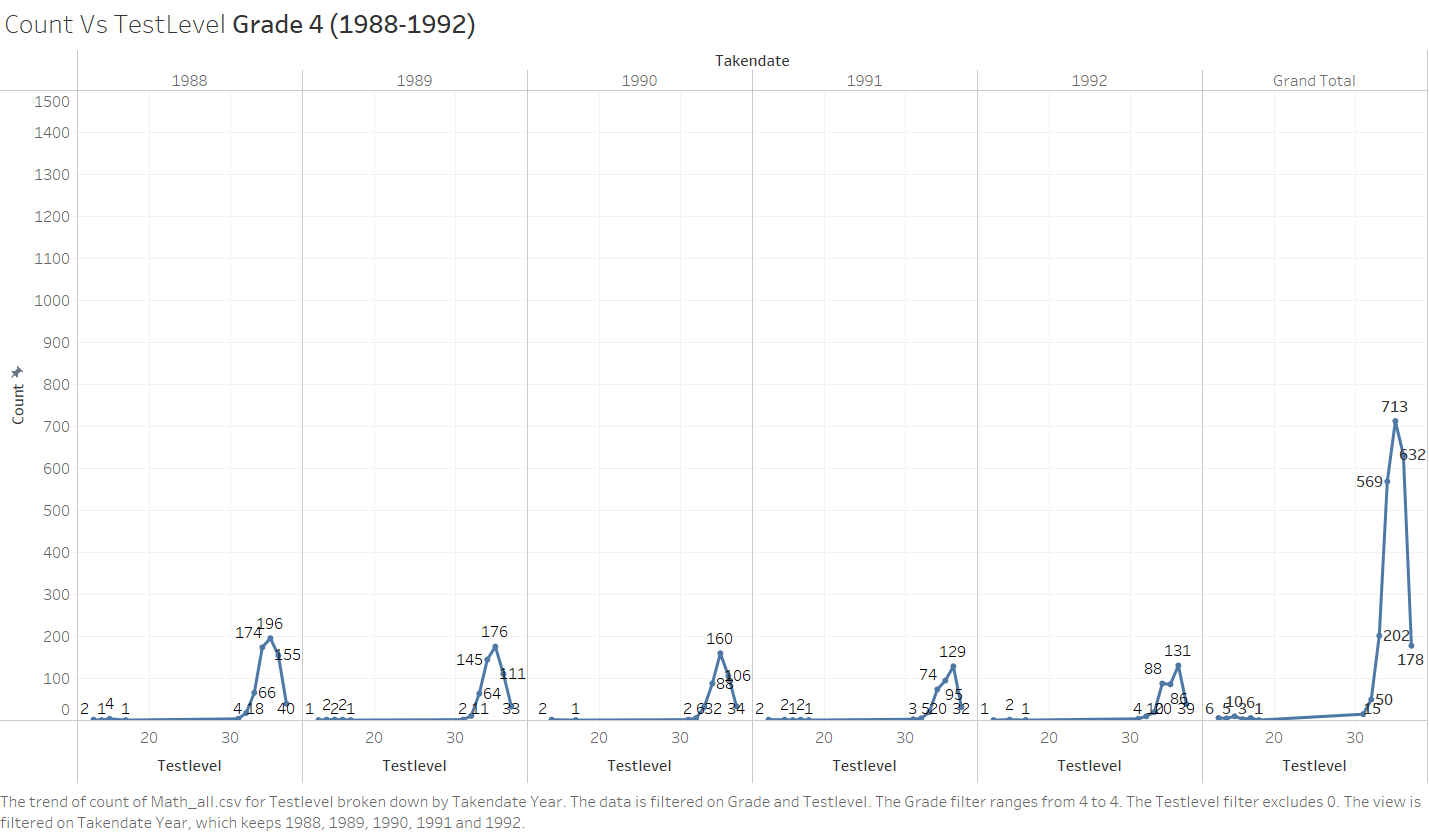 Count Vs TestLevel Grade 4 (1988-1992)
Takendate
1988 1989 1990 1991 1992 Grand Total
1500
1400
1300
1200
1100
1000
900
800
700
600
500
400
300
200
100
0
Count
2 1 4 1 4 18 66 174 196 155 40
1 2 2 2 1 2 11 64 145 176 111 33
2 1 2 6 32 88 160 106 34
2 2 1 2 1 3 5 20 74 95 129 32
1 2 1 4 10 20 88 86 131 39
6 5 10 3 6 1 15 50 202 569 713 632 178
20 30 20 30 20 30 20 30 20 30 20 30
Testlevel Testlevel Testlevel Testlevel Testlevel Testlevel
The trend of count of Math_all.csv for Testlevel broken down by Takendate Year. The data is filtered on Grade and Testlevel. The Grade filter ranges from 4 to 4. The Testlevel filter excludes 0. The view is
filtered on Takendate Year, which keeps 1988, 1989, 1990, 1991 and 1992.